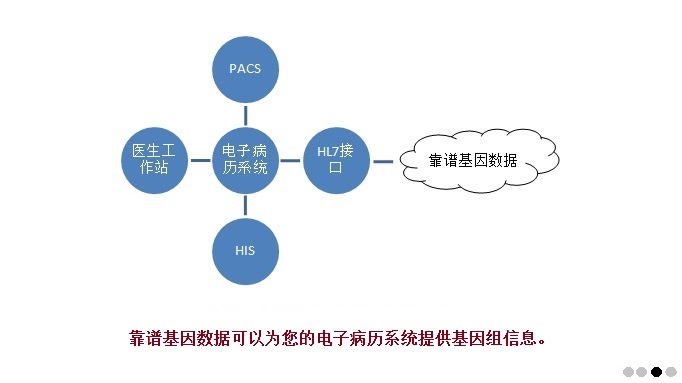 PACS
医生工
作站
电子病
历系统
HL7接
口
靠谱基因数据
HIS
靠谱基因数据可以为您的电子病历系统提供基因组信息。